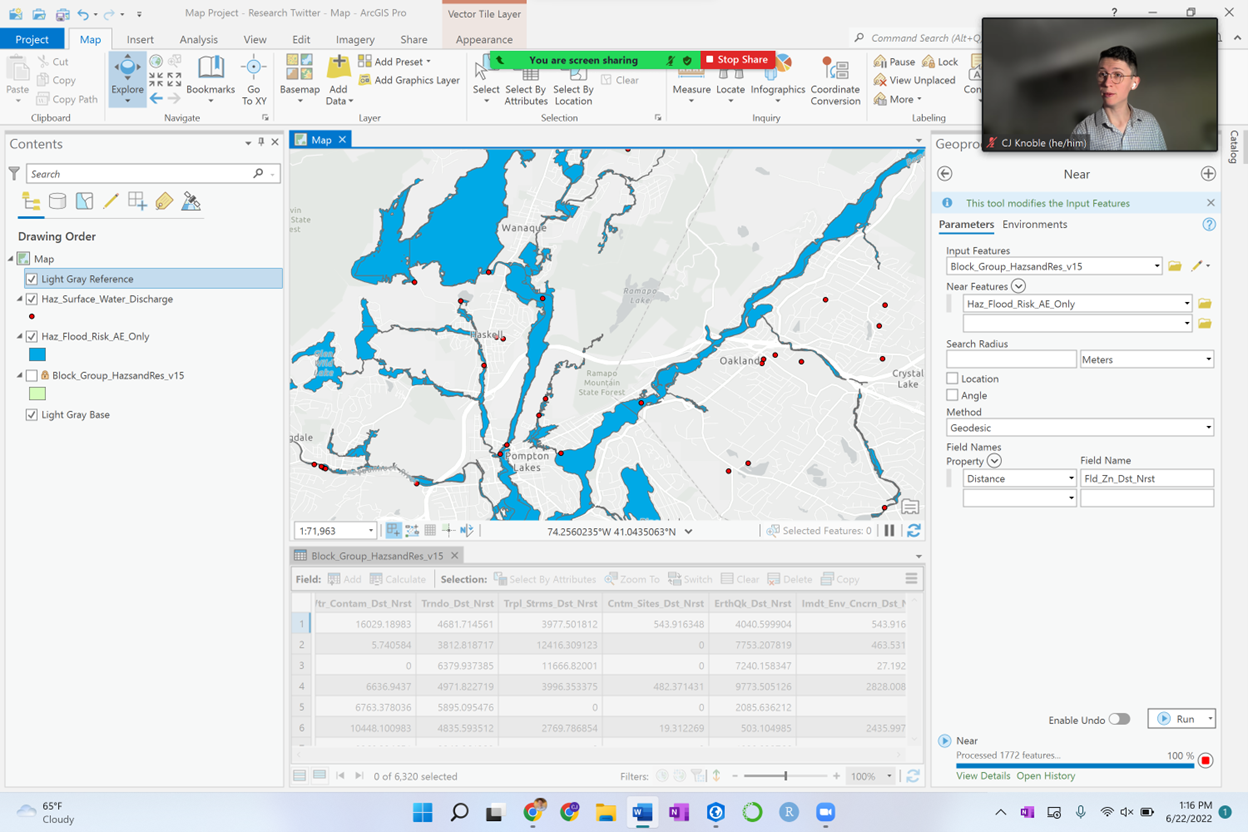 Map Project - Research Twitter - Map - ArcGIS Pro
Vector Tile Layer
?
Project
Map
Insert
Analysis
View
Edit
Imagery
Share
Appearance
Command Search (Alt+Q)
You are screen sharing
Stop Share
Paste
Cut
Copy
Copy Path
Clipboard
Explore
Bookmarks
Go
To XY
Navigate
Basemap
Add
Data
Add Preset
Add Graphics Layer
Layer
Select
Select By
Attributes
Select By
Location
Clear
Selection
Measure
Locate
Infographics
Coordinate
Conversion
Inquiry
Pause
Lock
View Unplaced
More
Labeling
CJ Knoble (he/him)
Contents
Search
Drawing Order
Map
Light Gray Reference
Haz_Surface_Water_Discharge
Haz_Flood_Risk_AE_Only
Block_Group_HazsandRes_v15
Light Gray Base
Map
Wanaque
Ramapo
Lake
Haskell
Oakland
Crystal
Lake
Ramapo
Mountain
State Forest
Pompton
Lakes
1:71,963
74.2560235°W 41.0435063°N
Selected Features: 0
Block_Group_HazsandRes_v15
Field:
Add
Calculate
Selection:
Select By Attributes
Zoom To
Switch
Clear
Delete
Copy
Trndo_Dst_Nrst
Trpl_Strms_Dst_Nrst
Cntm_Sites_Dst_Nrst
ErthQk_Dst_Nrst
1 16029.18983 4681.714561 3977.501812 543.916348 4040.599904 543.916
2 5.740584 3812.818717 12416.309123 0 7753.207819 463.531
3 0 6379.937385 11666.82001 0 7240.158347 27.192
4 6636.9437 4971.822719 3996.353375 482.371431 9773.505126 2828.008
5 6763.378036 5895.095476 0 0 2085.636212
6 10448.100983 4835.593512 2769.786854 19.312269 503.104985 2435.997
0 of 6,320 selected
Filters:
100%
Catalog
Near
This tool modifies the Input Features
Parameters
Environments
Input Features
Block_Group_HazsandRes_v15
Near Features
Haz_Flood_Risk_AE_Only
Search Radius
Meters
Location
Angle
Method
Geodesic
Field Names
Property
Field Name
Distance
Fld_Zn_Dst_Nrst
Enable Undo
Run
Near
Processed 1772 features...
100 %
View Details
Open History
65°F
Cloudy
1:16 PM
6/22/2022
1